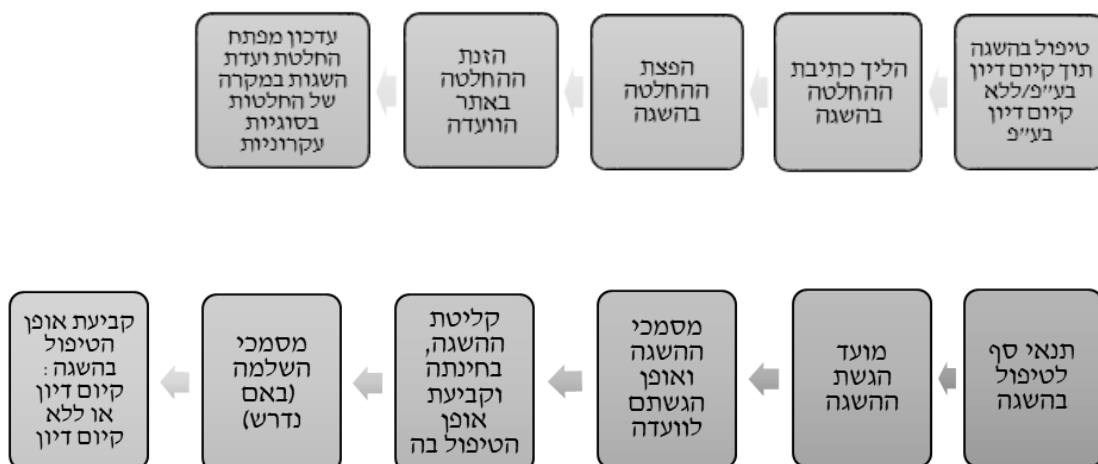 טיפול בהשגה
תוך קיום דיון
בע״פ/ללא
קיום דיון
בע״פ
הליך כתיבת
ההחלטה
בהשגה
הפצת
ההחלטה
בהשגה
הזנת
ההחלטה
באתר
הוועדה
עדכון מפתח
החלטת ועדת
השגות במקרה
של החלטות
בסוגיות
עקרוניות
תנאי סף
לטיפול
בהשגה
מועד
הגשת
ההשגה
מסמכי
ההשגה
ואופן
הגשתם
לוועדה
קליטת
ההשגה,
בחינתה
וקביעת
אופן
הטיפול בה
מסמכי
השלמה
(באם
נדרש)
קביעת אופן
הטיפול
בהשגה:
קיום דיון
או ללא
קיום דיון